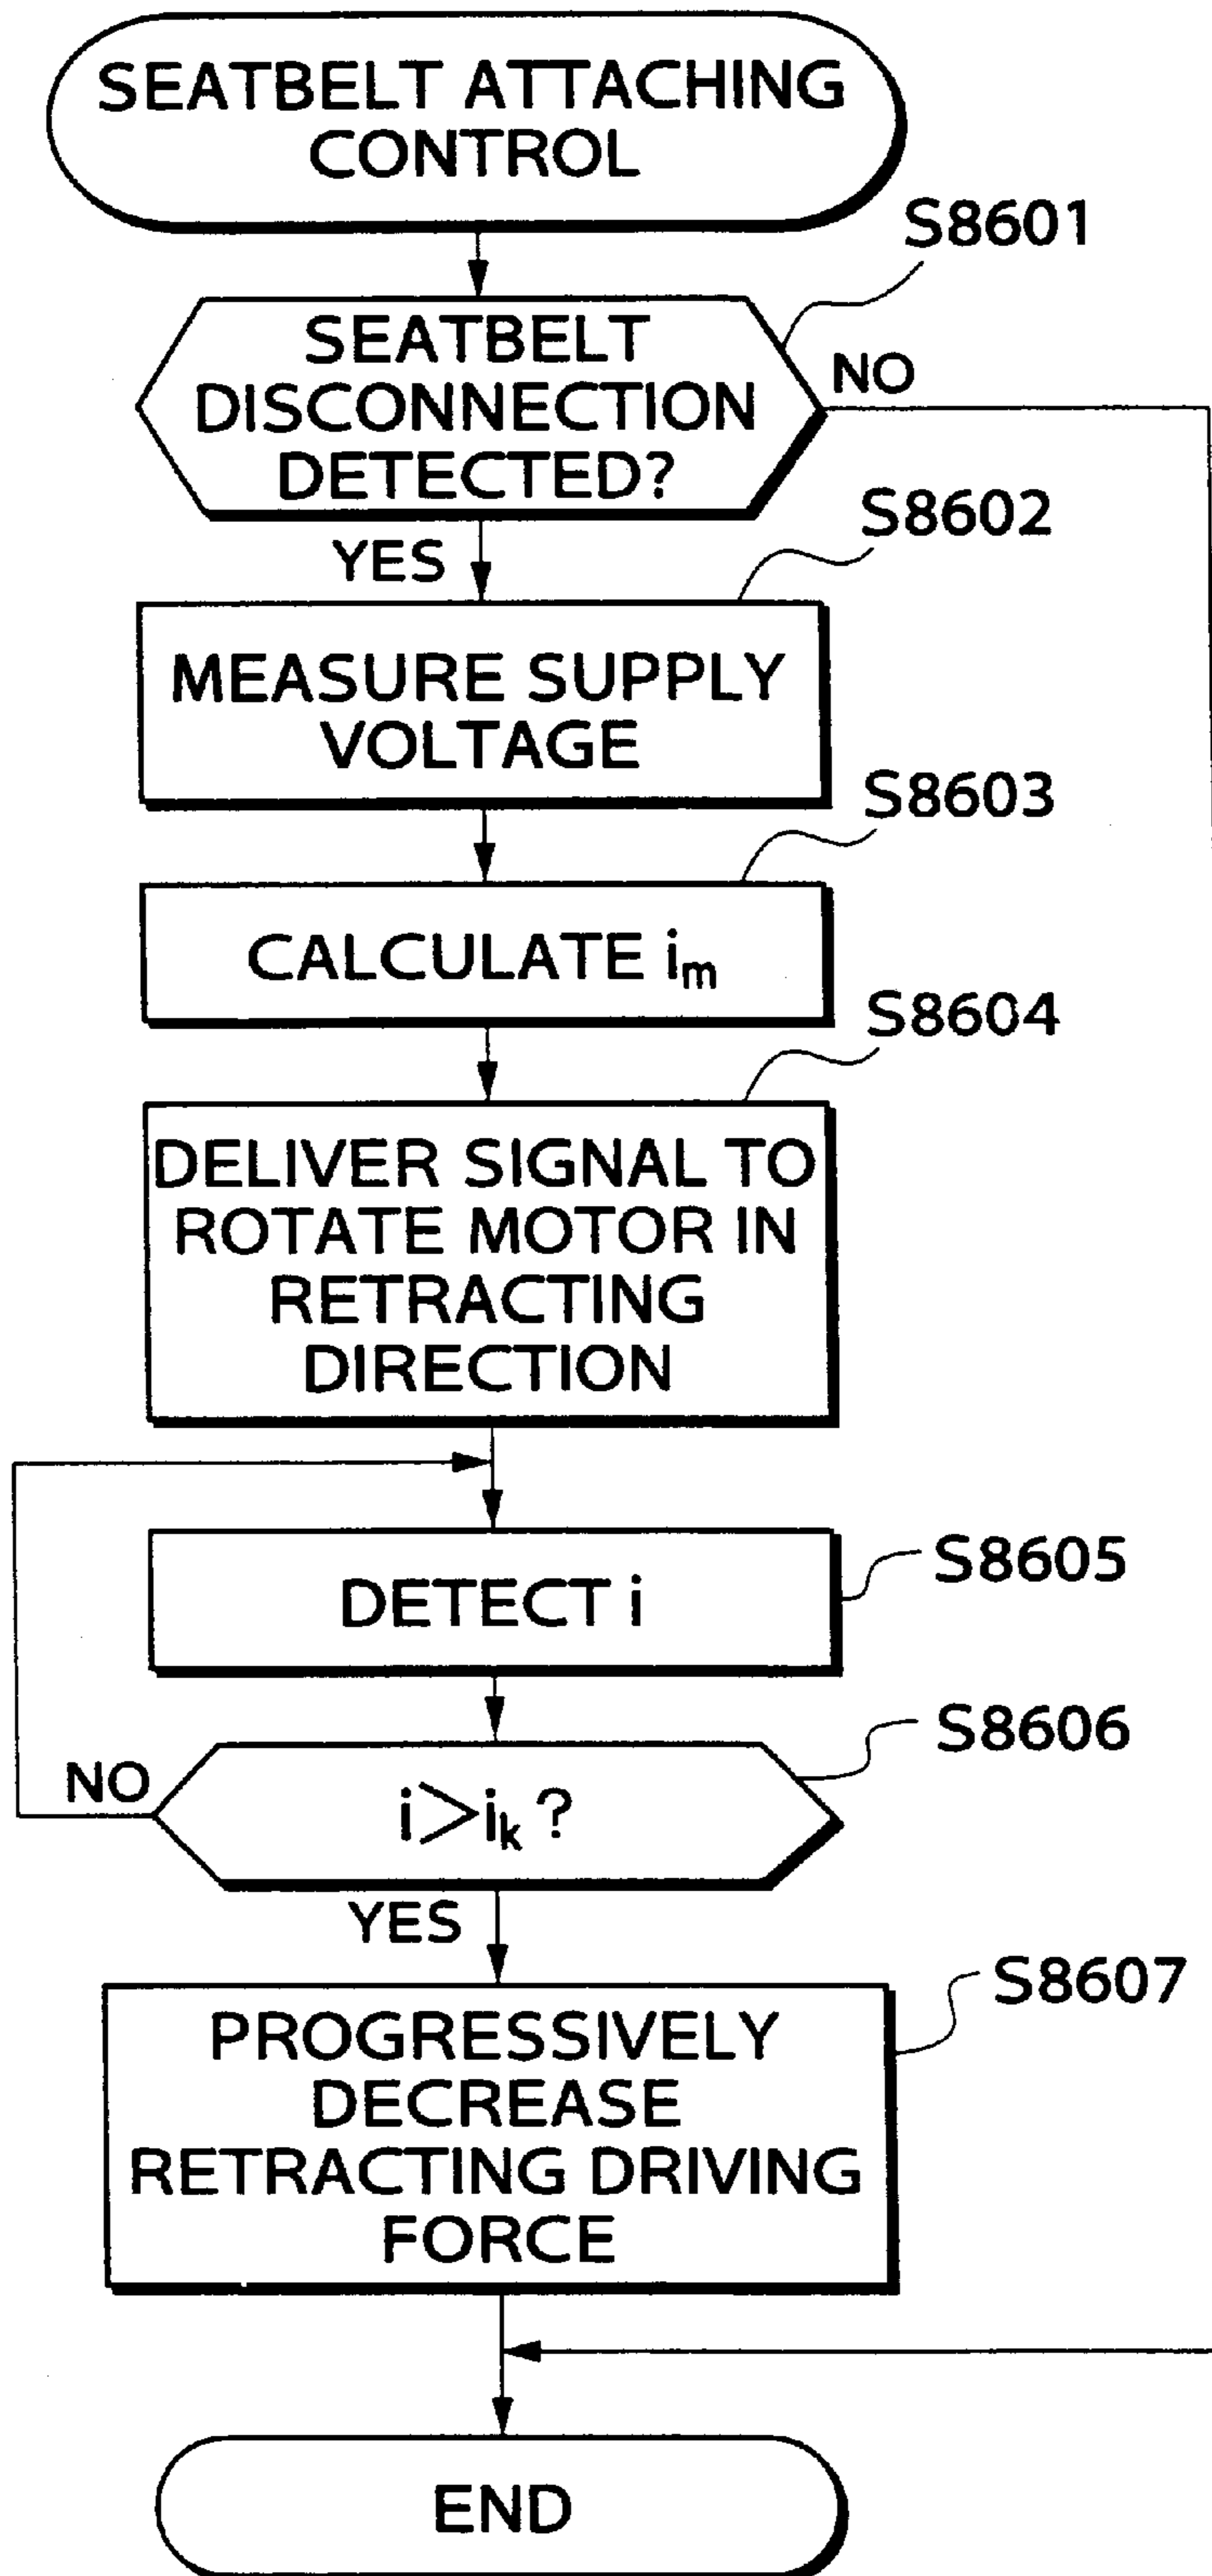 SEATBELT ATTACHING
CONTROL
S8601
SEATBELT
DISCONNECTION
DETECTED?
NO
YES
S8602
MEASURE SUPPLY
VOLTAGE
S8603
CALCULATE iₘ
S8604
DELIVER SIGNAL TO
ROTATE MOTOR IN
RETRACTING
DIRECTION
S8605
DETECT i
S8606
i>iₖ?
NO
YES
S8607
PROGRESSIVELY
DECREASE
RETRACTING DRIVING
FORCE
END